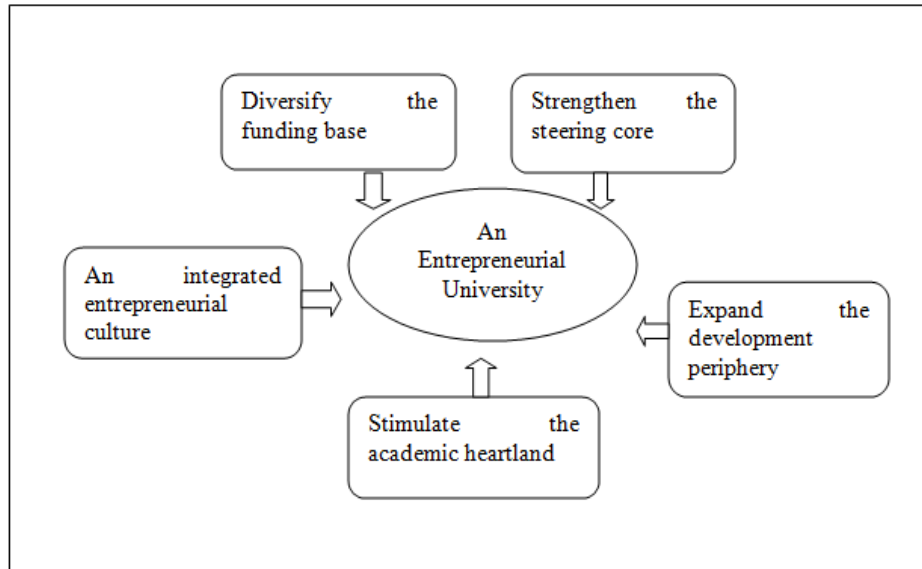 Diversify the
funding base
Strengthen the
steering core
An
Entrepreneurial
University
An integrated
entrepreneurial
culture
Expand the
development
periphery
Stimulate the
academic heartland